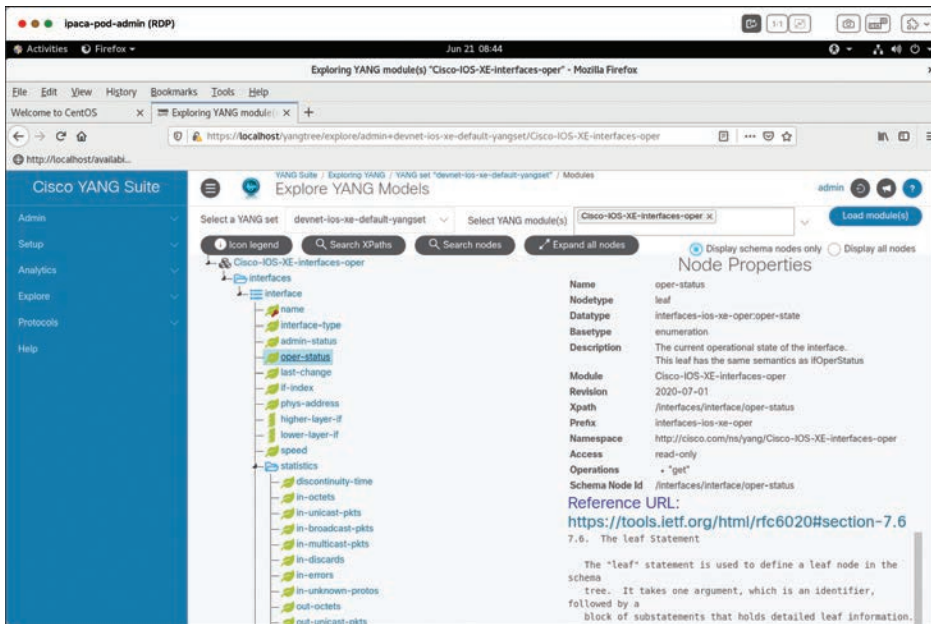 ipaca-pod-admin (RDP)
1:1
Activities Firefox Jun 21 08:44
Exploring YANG module(s) "Cisco-IOS-XE-interfaces-oper" - Mozilla Firefox
File Edit View History Bookmarks Tools Help
Welcome to CentOS × Exploring YANG module( × +
https://localhost/yangtree/explore/admin+devnet-ios-xe-default-yangset/Cisco-IOS-XE-interfaces-oper
http://localhost/availabi...
Cisco YANG Suite
Admin
Setup
Analytics
Explore
Protocols
Help
YANG Suite / Exploring YANG / YANG set "devnet-ios-xe-default-yangset" / Modules
Explore YANG Models
admin
Select a YANG set devnet-ios-xe-default-yangset Select YANG module(s) Cisco-IOS-XE-interfaces-oper × Load module(s)
Icon legend Search XPaths Search nodes Expand all nodes Display schema nodes only Display all nodes
Cisco-IOS-XE-interfaces-oper
interfaces
interface
name
interface-type
admin-status
oper-status
last-change
if-index
phys-address
higher-layer-if
lower-layer-if
speed
statistics
discontinuity-time
in-octets
in-unicast-pkts
in-broadcast-pkts
in-multicast-pkts
in-discards
in-errors
in-unknown-protos
out-octets
out-unicast-pkts
Node Properties
Name oper-status
Nodetype leaf
Datatype interfaces-ios-xe-oper:oper-state
Basetype enumeration
Description The current operational state of the interface.
This leaf has the same semantics as ifOperStatus
Module Cisco-IOS-XE-interfaces-oper
Revision 2020-07-01
Xpath /interfaces/interface/oper-status
Prefix interfaces-ios-xe-oper
Namespace http://cisco.com/ns/yang/Cisco-IOS-XE-interfaces-oper
Access read-only
Operations • "get"
Schema Node Id /interfaces/interface/oper-status
Reference URL:
https://tools.ietf.org/html/rfc6020#section-7.6
7.6. The leaf Statement
The "leaf" statement is used to define a leaf node in the
schema
tree. It takes one argument, which is an identifier,
followed by a
block of substatements that holds detailed leaf information.